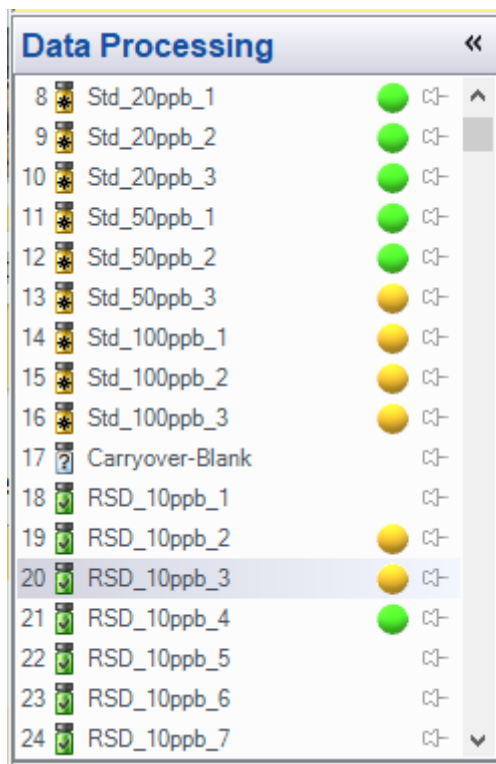 Data Processing «
8 Std_20ppb_1
9 Std_20ppb_2
10 Std_20ppb_3
11 Std_50ppb_1
12 Std_50ppb_2
13 Std_50ppb_3
14 Std_100ppb_1
15 Std_100ppb_2
16 Std_100ppb_3
17 ? Carryover-Blank
18 RSD_10ppb_1
19 RSD_10ppb_2
20 RSD_10ppb_3
21 RSD_10ppb_4
22 RSD_10ppb_5
23 RSD_10ppb_6
24 RSD_10ppb_7